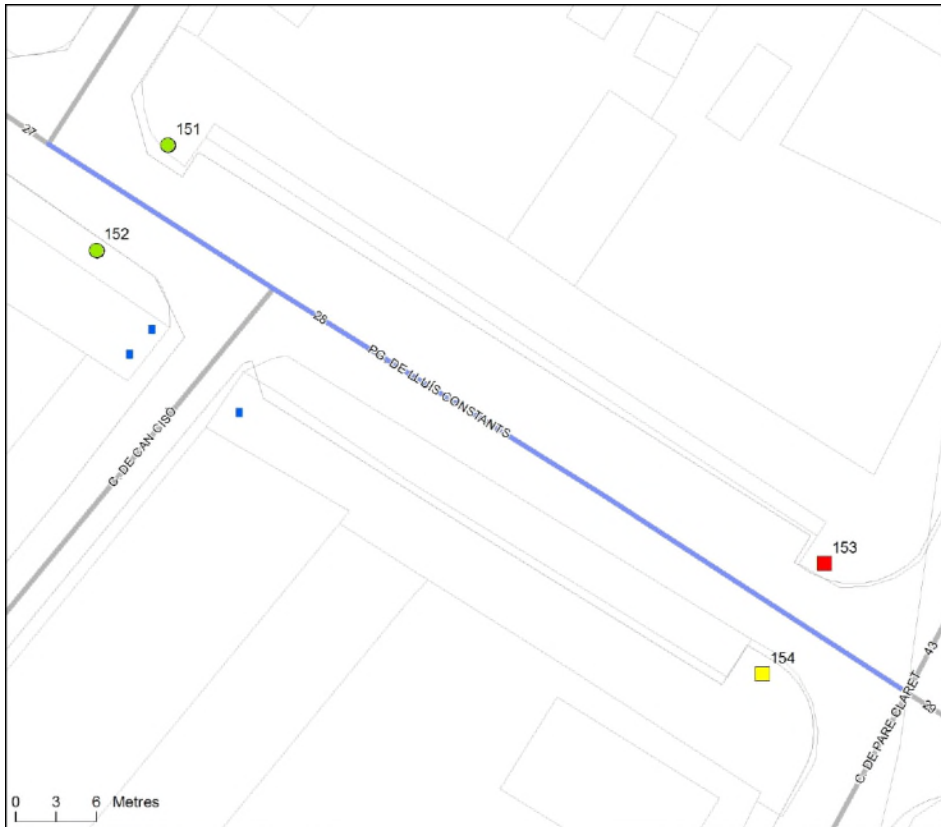 27
151
152
28
PG. DE LLUÍS CONSTANTS
C. DE CAN CISÓ
153
154
43
C. DE PARE CLARET
29
0 3 6 Metres